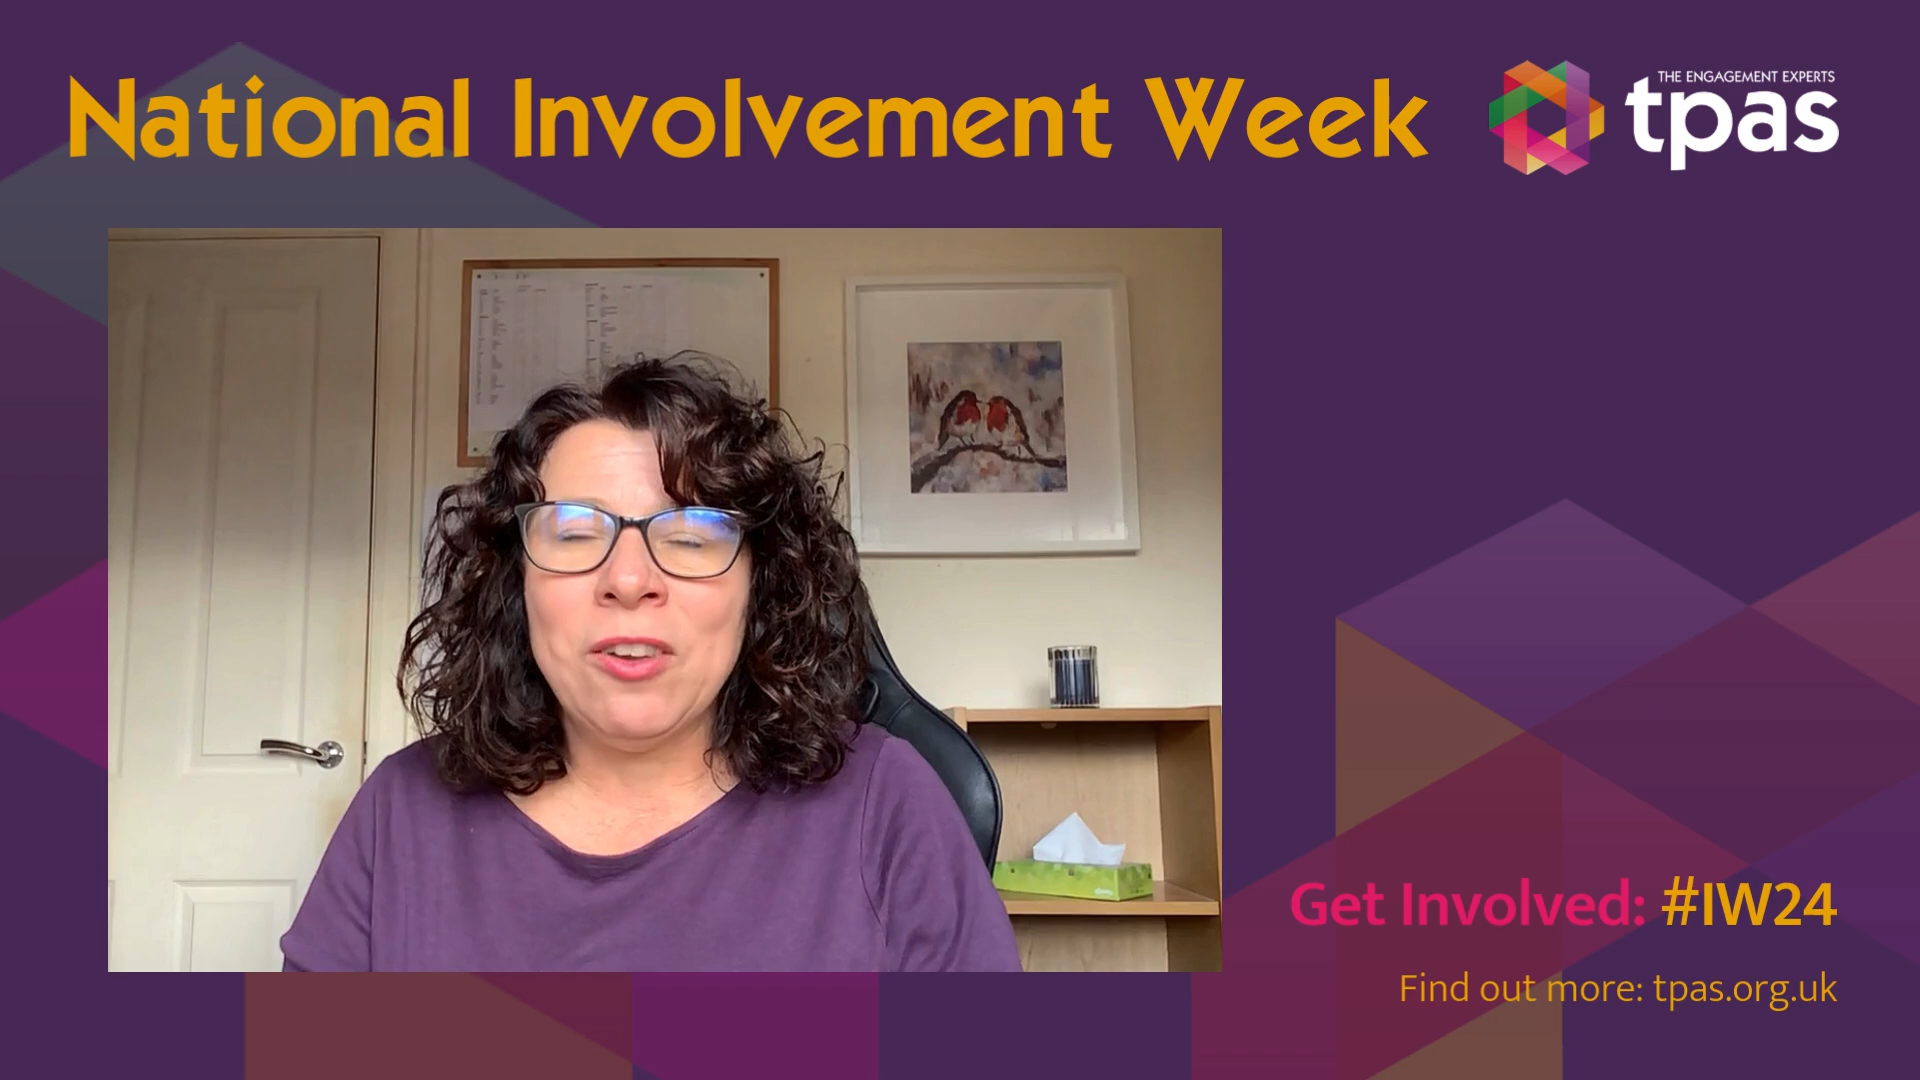 National Involvement Week
THE ENGAGEMENT EXPERTS
tpas
Get Involved: #IW24
Find out more: tpas.org.uk